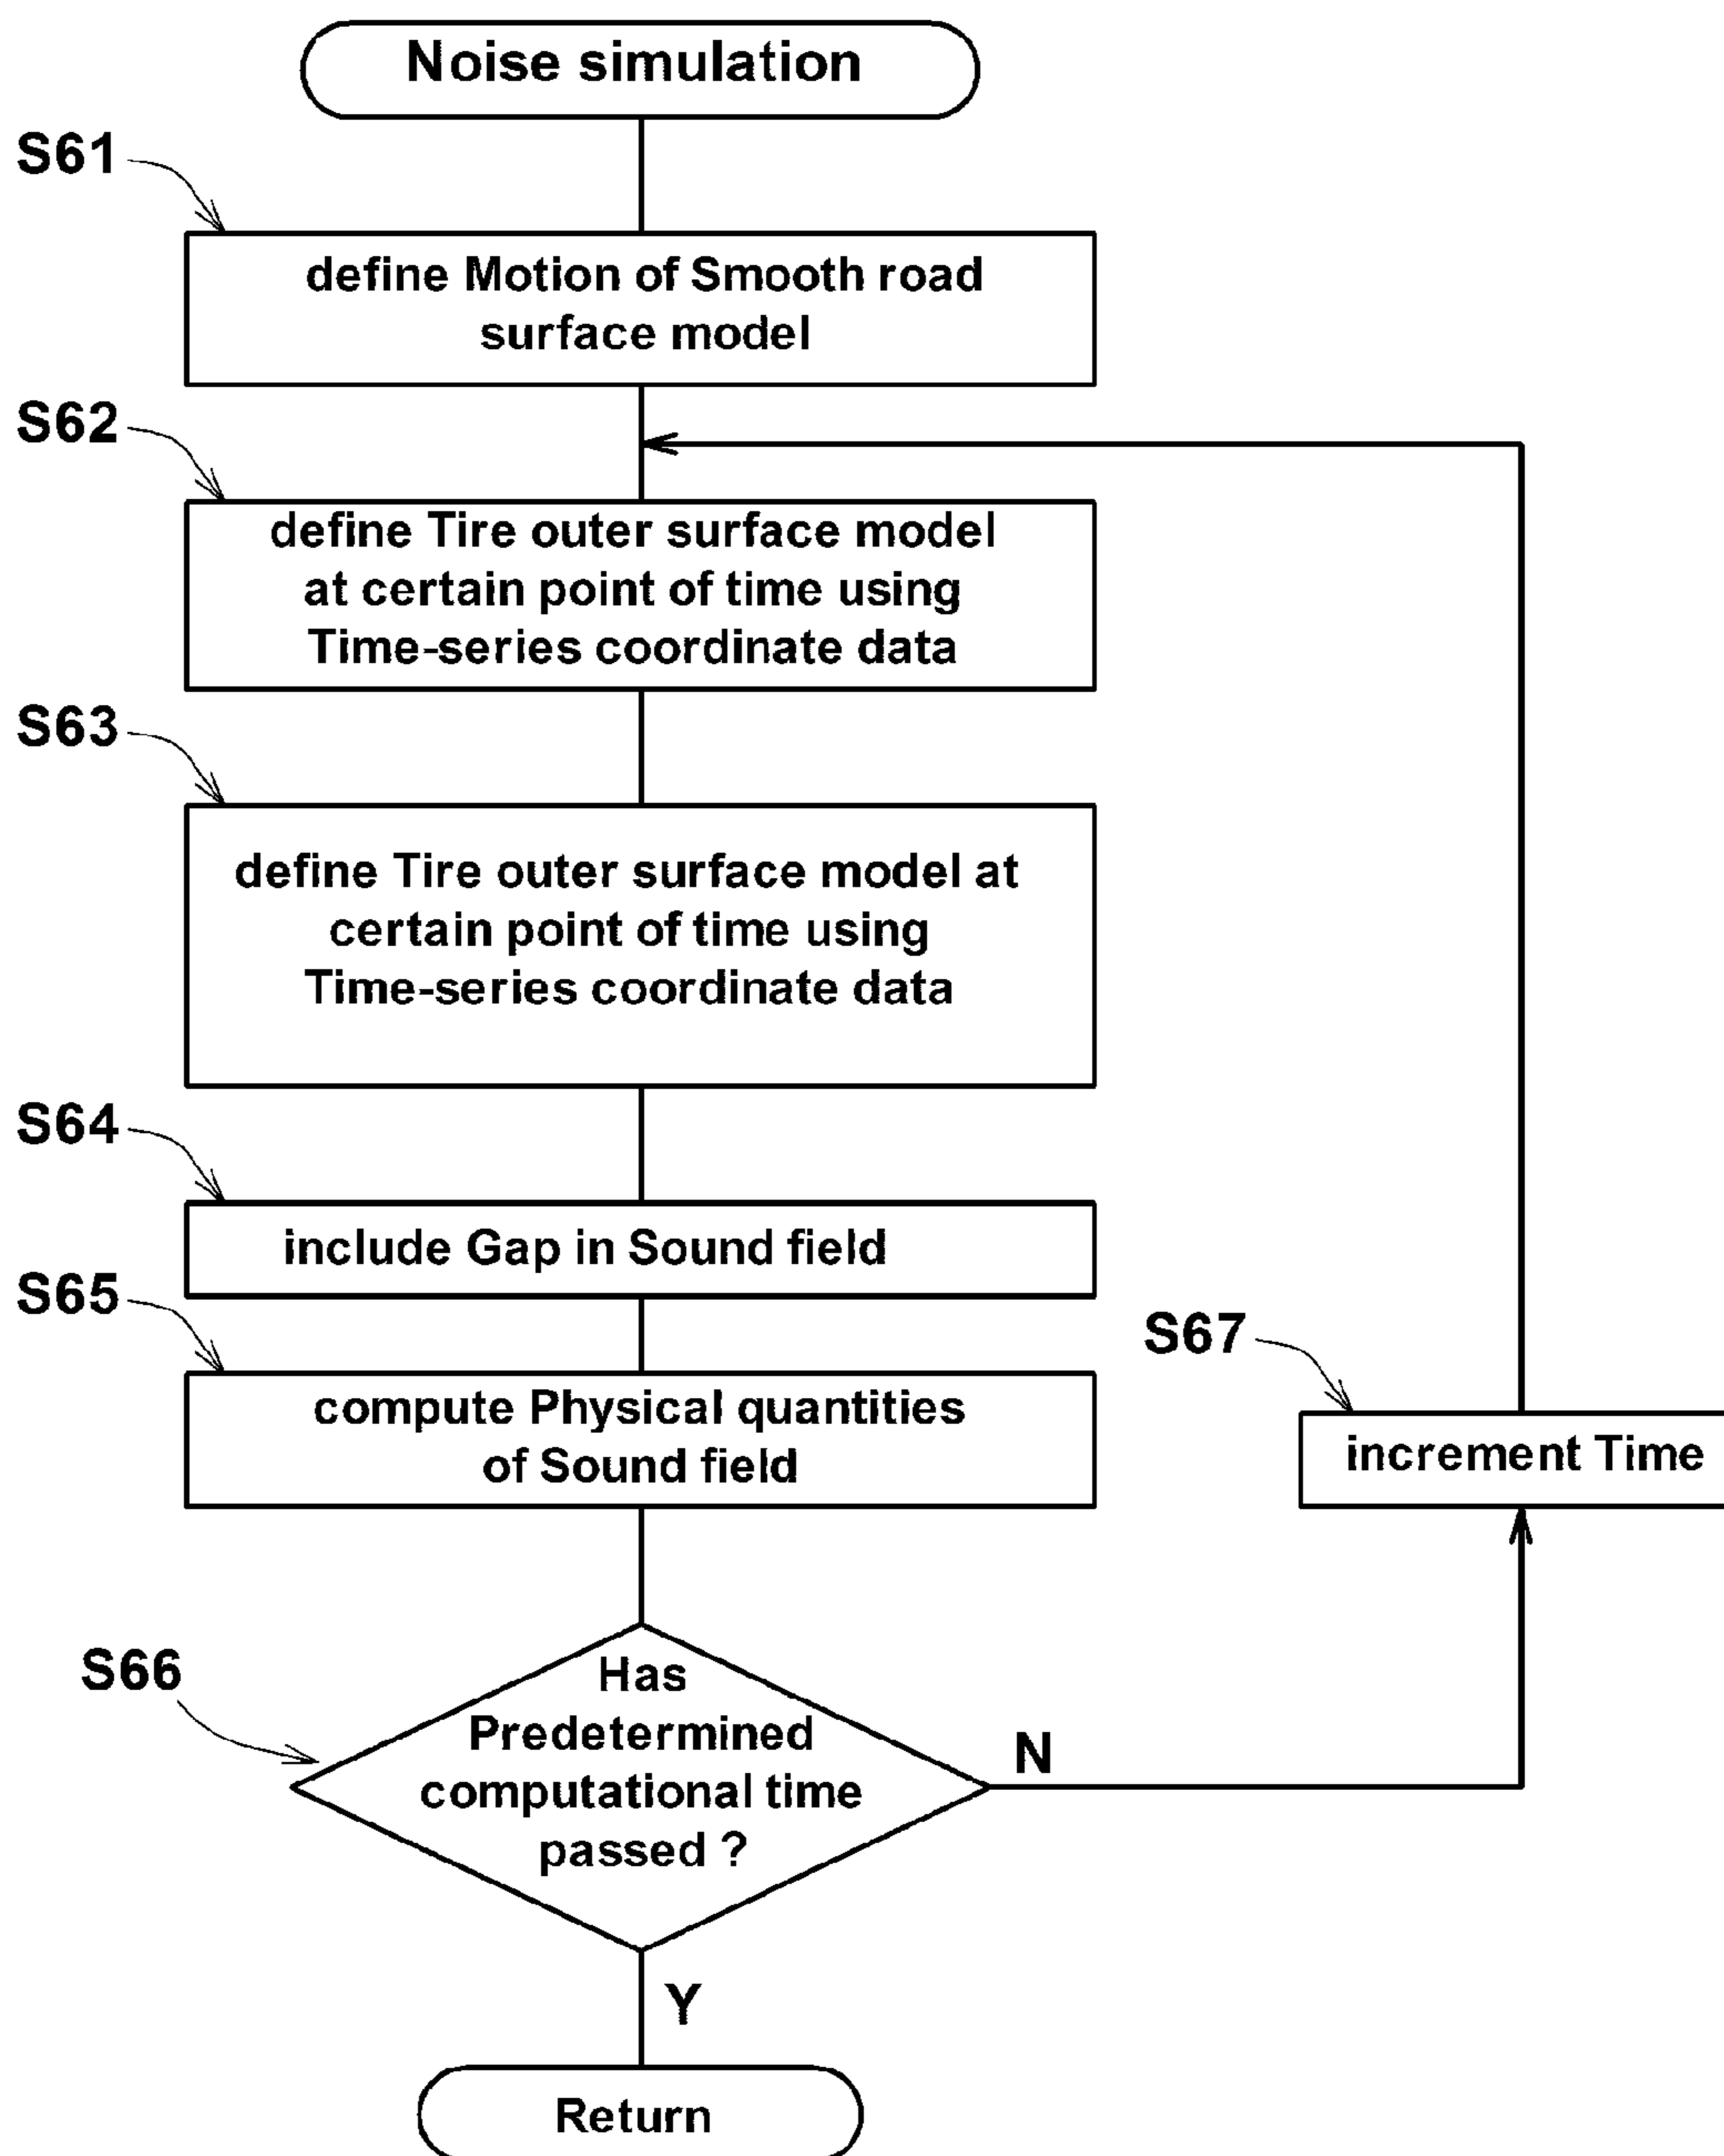 Noise simulation
S61
define Motion of Smooth road
surface model
S62
define Tire outer surface model
at certain point of time using
Time-series coordinate data
S63
define Tire outer surface model at
certain point of time using
Time-series coordinate data
S64
include Gap in Sound field
S65
compute Physical quantities
of Sound field
S67
increment Time
S66
Has
Predetermined
computational time
passed ?
N
Y
Return